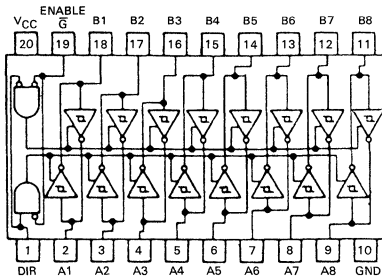 ENABLE
VCC G̅ B1 B2 B3 B4 B5 B6 B7 B8
20 19 18 17 16 15 14 13 12 11
1 2 3 4 5 6 7 8 9 10
DIR A1 A2 A3 A4 A5 A6 A7 A8 GND